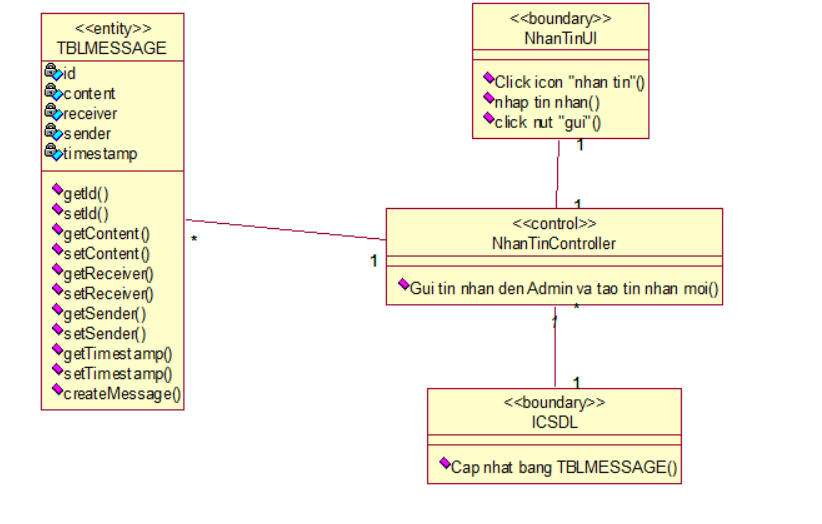 <<entity>>
TBLMESSAGE
id
content
receiver
sender
timestamp
getId()
setId()
getContent()
setContent()
getReceiver()
setReceiver()
getSender()
setSender()
getTimestamp()
setTimestamp()
createMessage()
*
1
<<boundary>>
NhanTinUI
Click icon "nhan tin"()
nhap tin nhan()
click nut "gui"()
1
1
<<control>>
NhanTinController
Gui tin nhan den Admin va tao tin nhan moi()
*
1
1
<<boundary>>
ICSDL
Cap nhat bang TBLMESSAGE()